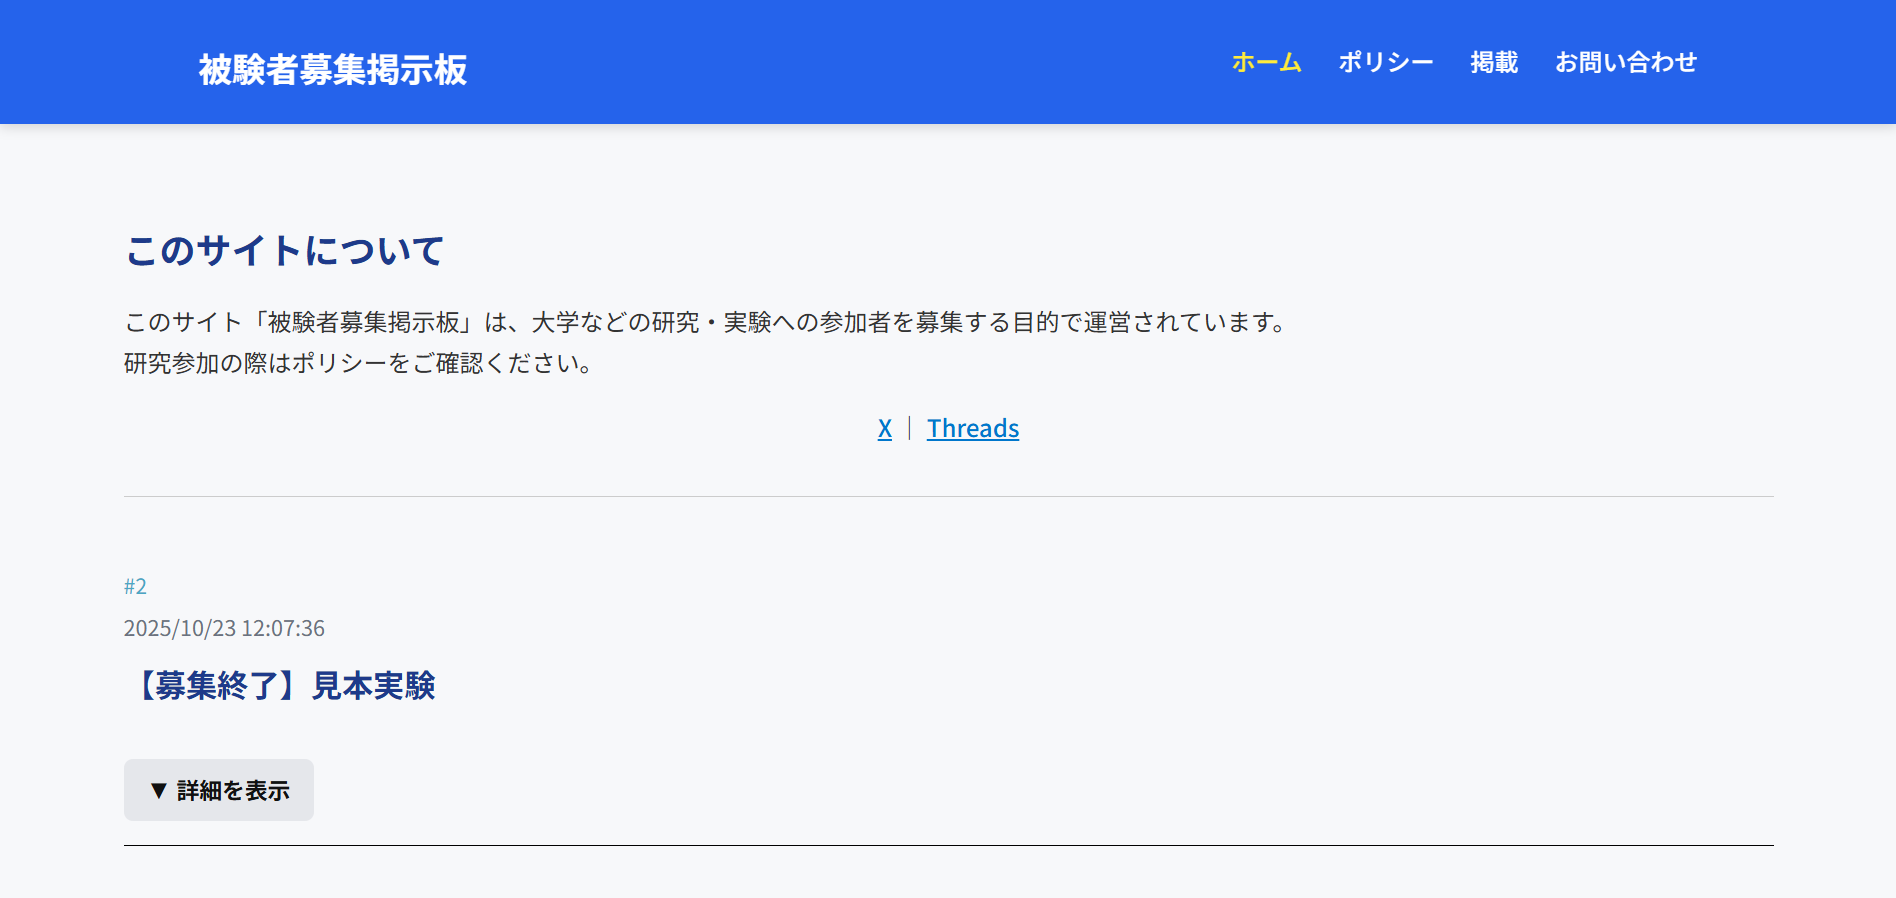 被験者募集掲示板
ホーム ポリシー 掲載 お問い合わせ
このサイトについて
このサイト「被験者募集掲示板」は、大学などの研究・実験への参加者を募集する目的で運営されています。
研究参加の際はポリシーをご確認ください。
X | Threads
#2
2025/10/23 12:07:36
【募集終了】見本実験
▼ 詳細を表示